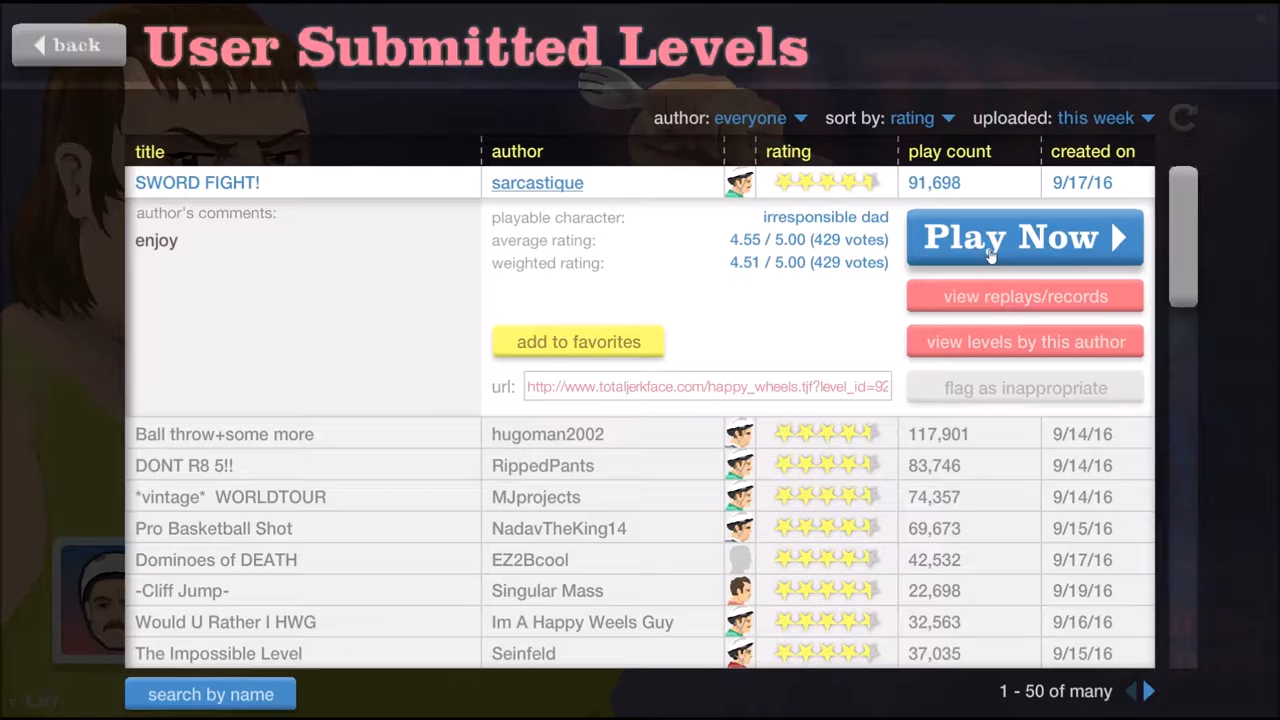 back
User Submitted Levels
author: everyone sort by: rating uploaded: this week
title author rating play count created on
SWORD FIGHT! sarcastique 91,698 9/17/16
author's comments:
enjoy
playable character: irresponsible dad
average rating: 4.55 / 5.00 (429 votes)
weighted rating: 4.51 / 5.00 (429 votes)
Play Now
view replays/records
add to favorites
view levels by this author
url: http://www.totaljerkface.com/happy_wheels.tjf?level_id=92
flag as inappropriate
Ball throw+some more hugoman2002 117,901 9/14/16
DONT R8 5!! RippedPants 83,746 9/14/16
*vintage* WORLDTOUR MJprojects 74,357 9/14/16
Pro Basketball Shot NadavTheKing14 69,673 9/15/16
Dominoes of DEATH EZ2Bcool 42,532 9/17/16
-Cliff Jump- Singular Mass 22,698 9/19/16
Would U Rather I HWG Im A Happy Weels Guy 32,563 9/16/16
The Impossible Level Seinfeld 37,035 9/15/16
search by name
1 - 50 of many
v 1.87